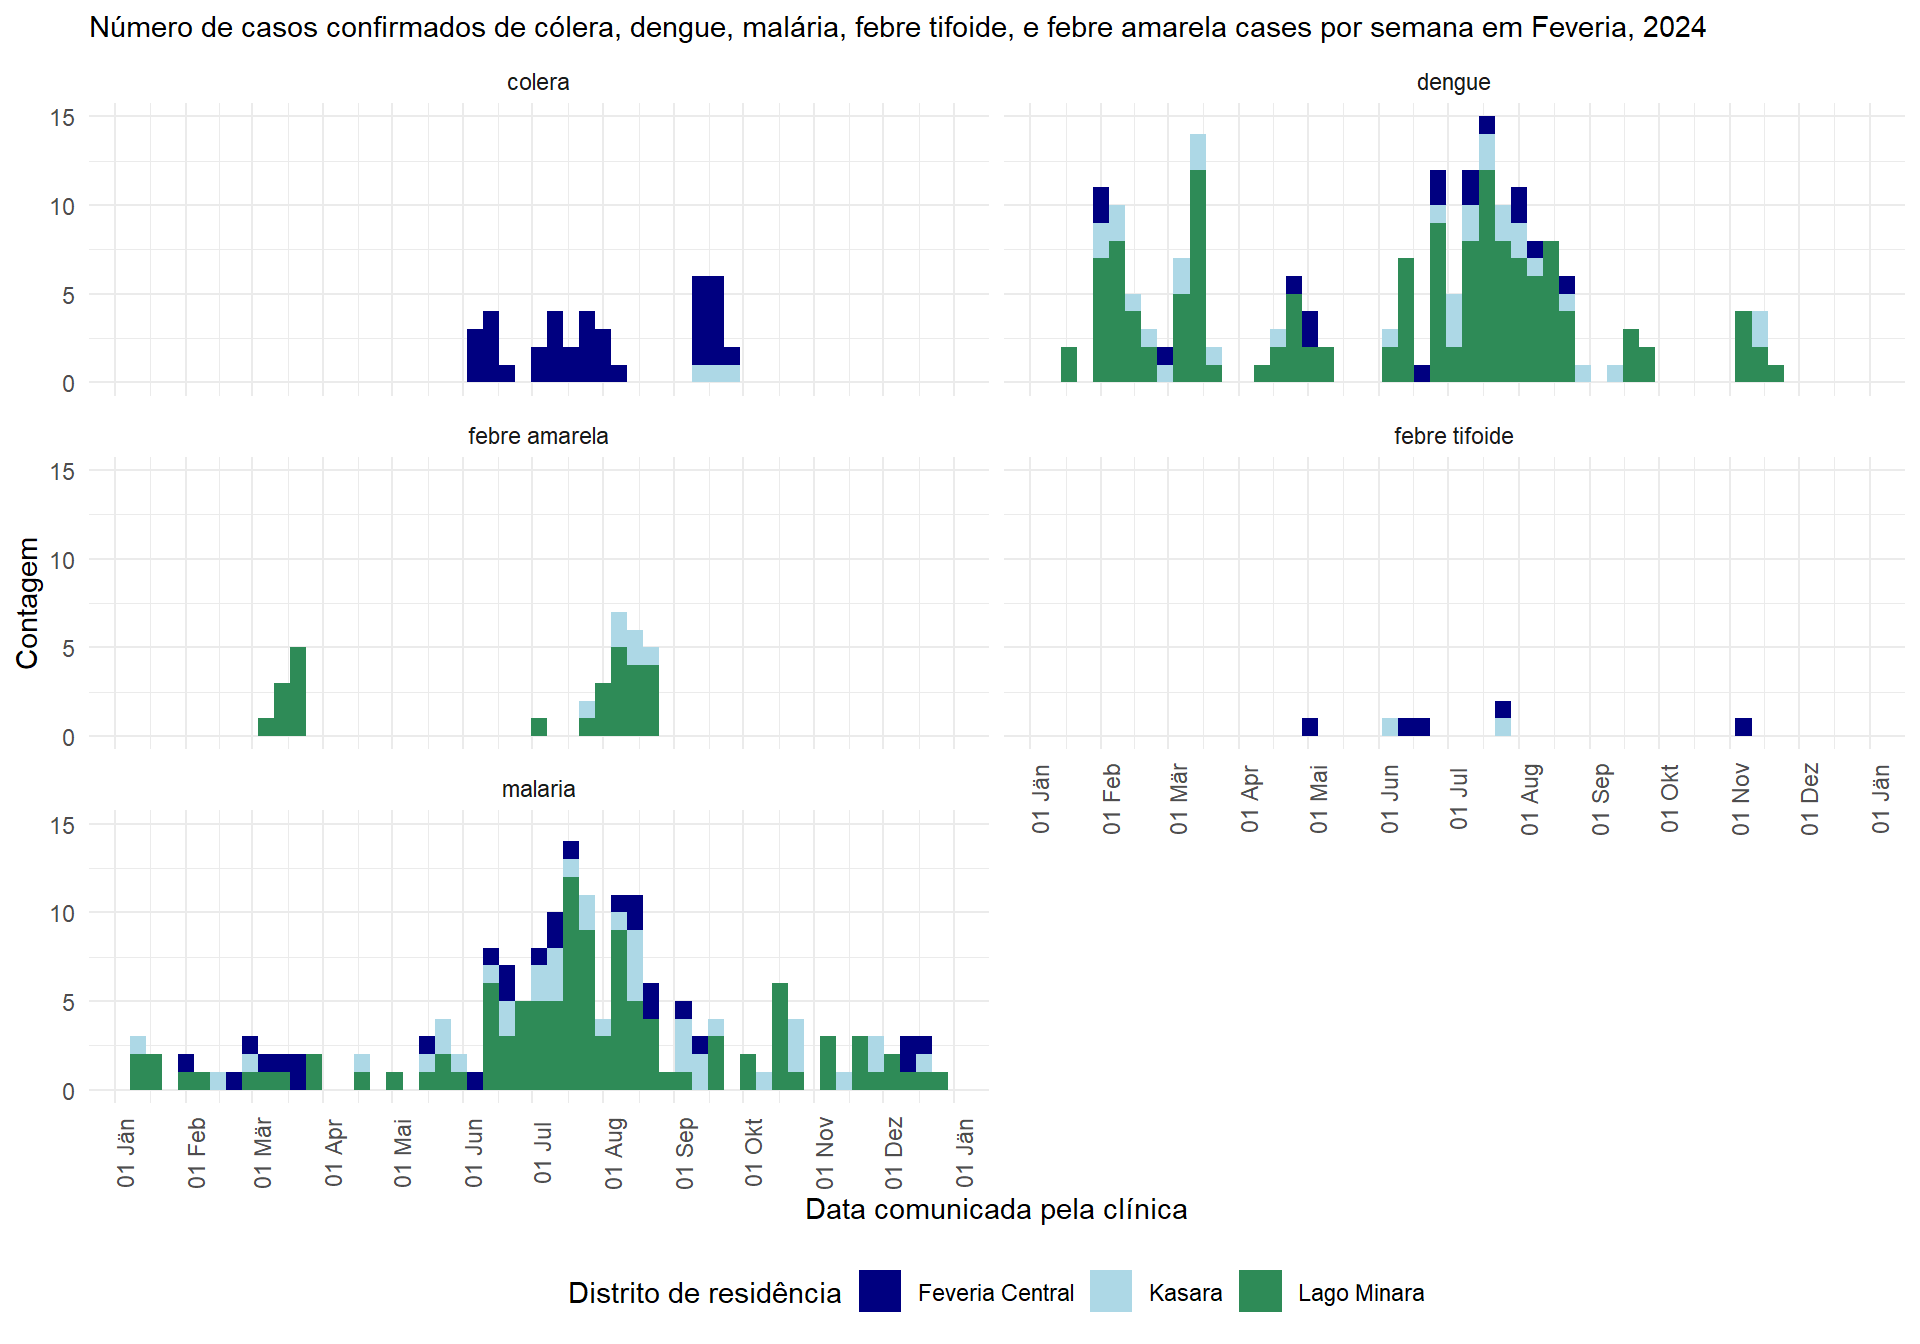 Número de casos confirmados de cólera, dengue, malária, febre tifoide, e febre amarela cases por semana em Feveria, 2024
colera
dengue
15
10
5
0
febre amarela
febre tifoide
15
10
5
0
Contagem
01 Jän
01 Feb
01 Mär
01 Apr
01 Mai
01 Jun
01 Jul
01 Aug
01 Sep
01 Okt
01 Nov
01 Dez
01 Jän
malaria
15
10
5
0
01 Jän
01 Feb
01 Mär
01 Apr
01 Mai
01 Jun
01 Jul
01 Aug
01 Sep
01 Okt
01 Nov
01 Dez
01 Jän
Data comunicada pela clínica
Distrito de residência
Feveria Central
Kasara
Lago Minara